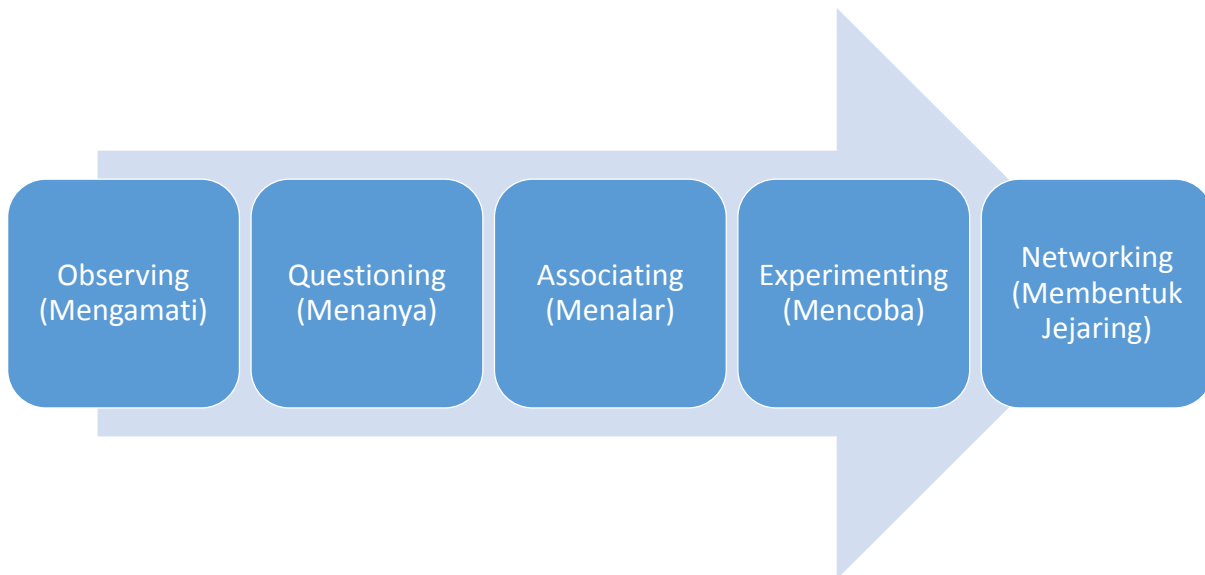 Observing
(Mengamati)
Questioning
(Menanya)
Associating
(Menalar)
Experimenting
(Mencoba)
Networking
(Membentuk
Jejaring)